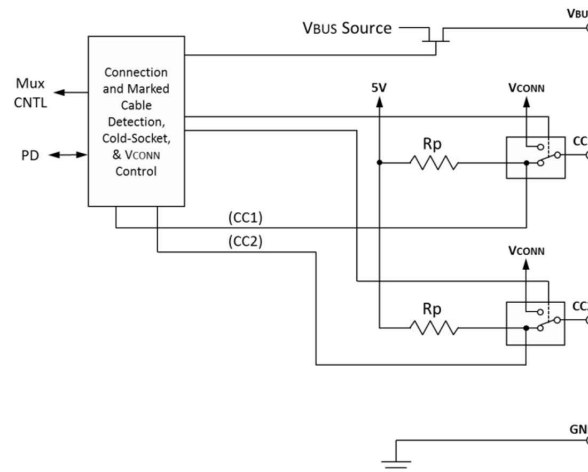 VBUS Source
VBU
Connection
and Marked
Cable
Detection,
Cold-Socket,
& VCONN
Control
Mux
CNTL
PD
5V
VCONN
Rp
CC
(CC1)
(CC2)
VCONN
Rp
CC
GN